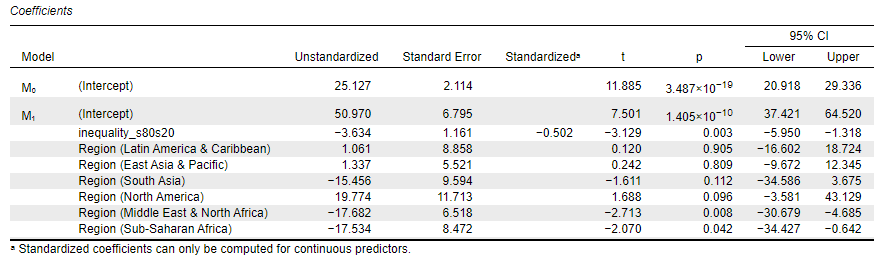 Coefficients
95% CI
Model Unstandardized Standard Error Standardizedᵃ t p Lower Upper
M₀ (Intercept) 25.127 2.114 11.885 3.487×10⁻¹⁹ 20.918 29.336
M₁ (Intercept) 50.970 6.795 7.501 1.405×10⁻¹⁰ 37.421 64.520
inequality_s80s20 −3.634 1.161 −0.502 −3.129 0.003 −5.950 −1.318
Region (Latin America & Caribbean) 1.061 8.858 0.120 0.905 −16.602 18.724
Region (East Asia & Pacific) 1.337 5.521 0.242 0.809 −9.672 12.345
Region (South Asia) −15.456 9.594 −1.611 0.112 −34.586 3.675
Region (North America) 19.774 11.713 1.688 0.096 −3.581 43.129
Region (Middle East & North Africa) −17.682 6.518 −2.713 0.008 −30.679 −4.685
Region (Sub-Saharan Africa) −17.534 8.472 −2.070 0.042 −34.427 −0.642
ᵃ Standardized coefficients can only be computed for continuous predictors.